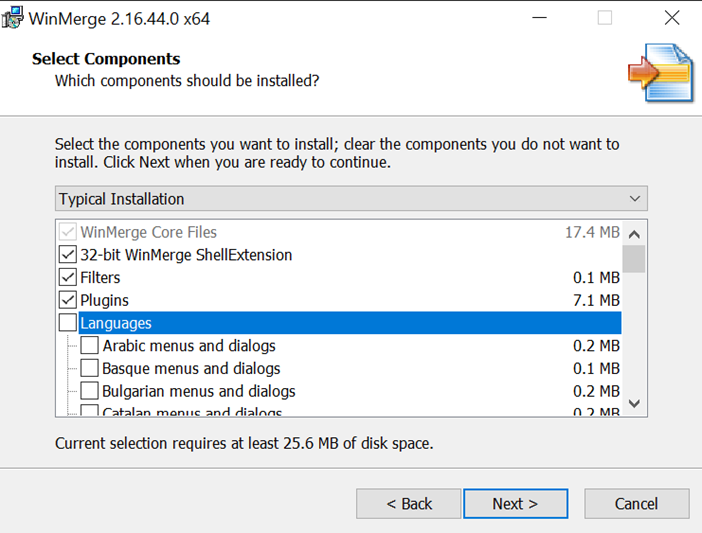 WinMerge 2.16.44.0 x64
Select Components
Which components should be installed?
Select the components you want to install; clear the components you do not want to
install. Click Next when you are ready to continue.
Typical Installation
WinMerge Core Files 17.4 MB
32-bit WinMerge ShellExtension
Filters 0.1 MB
Plugins 7.1 MB
Languages
Arabic menus and dialogs 0.2 MB
Basque menus and dialogs 0.1 MB
Bulgarian menus and dialogs 0.2 MB
Catalan menus and dialogs 0.2 MB
Current selection requires at least 25.6 MB of disk space.
< Back Next > Cancel